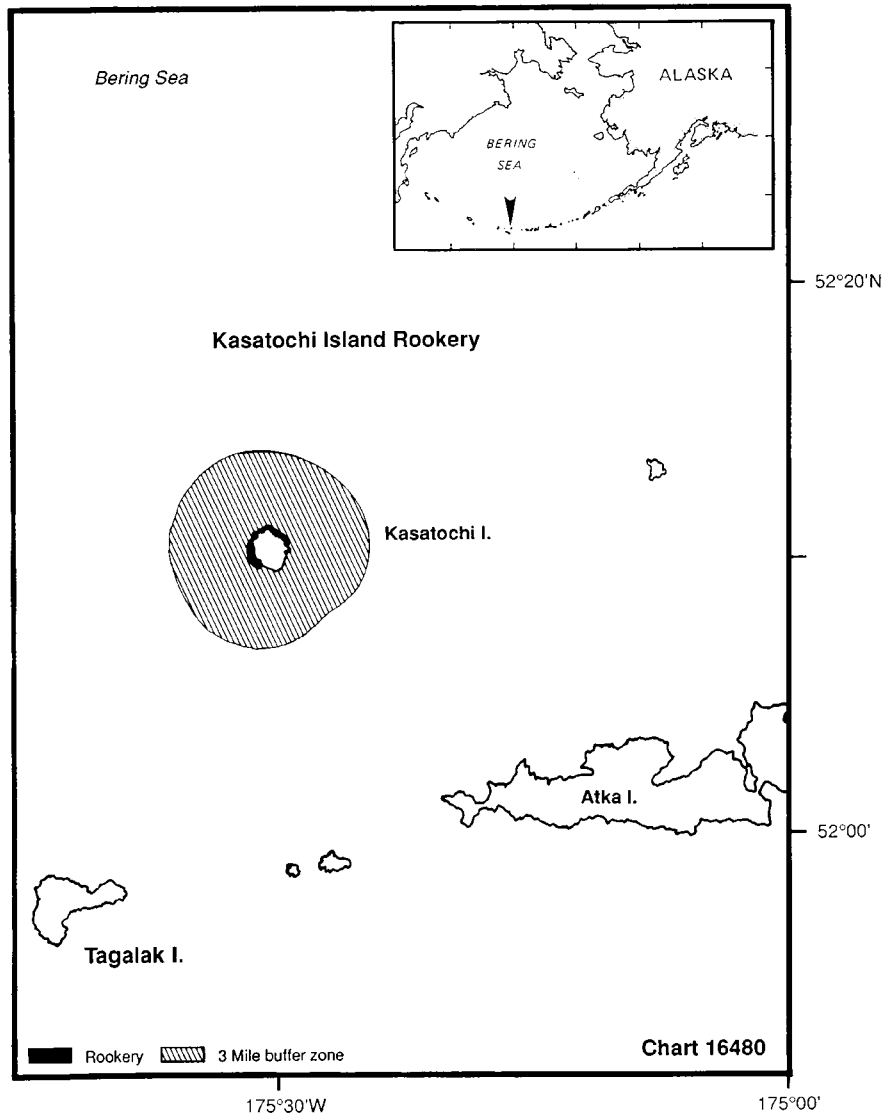 Bering Sea
ALASKA
BERING
SEA
52°20'N
Kasatochi Island Rookery
Kasatochi I.
Atka I.
52°00'
Tagalak I.
Rookery
3 Mile buffer zone
Chart 16480
175°30'W
175°00'